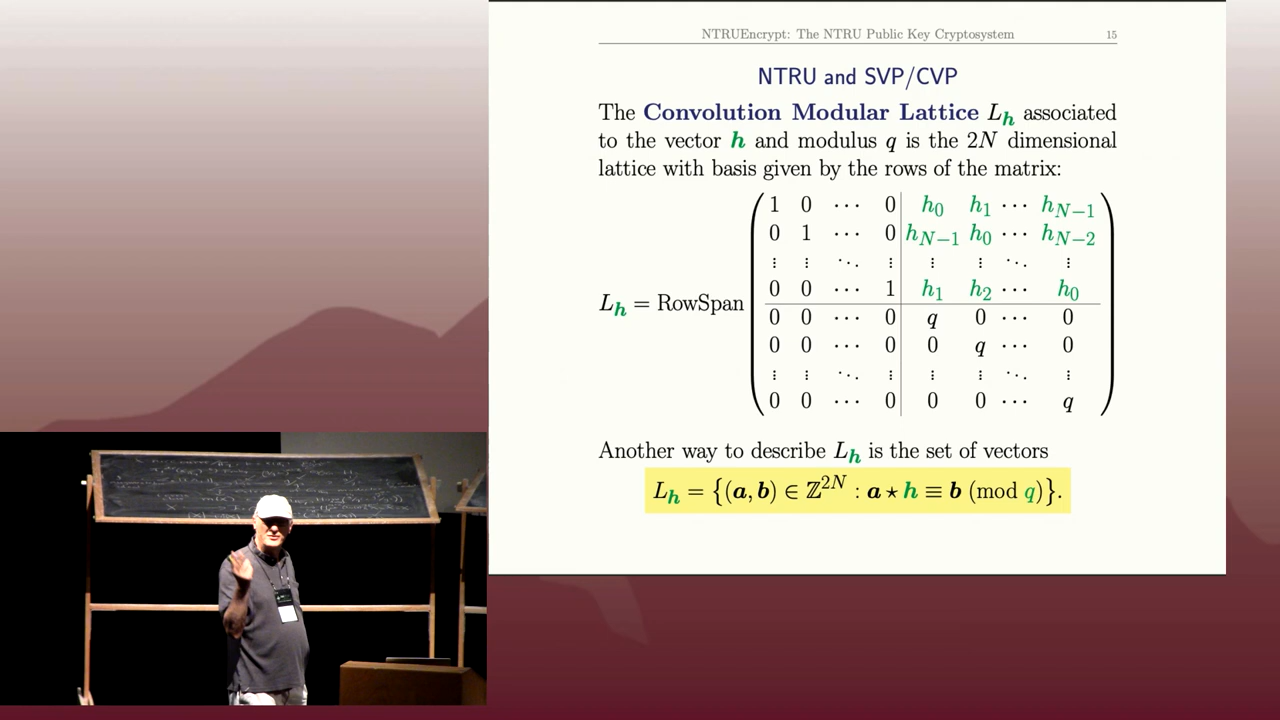 NTRUEncrypt: The NTRU Public Key Cryptosystem 15
NTRU and SVP/CVP
The Convolution Modular Lattice L_h associated
to the vector h and modulus q is the 2N dimensional
lattice with basis given by the rows of the matrix:
1 0 ⋯ 0 h_0 h_1 ⋯ h_{N−1}
0 1 ⋯ 0 h_{N−1} h_0 ⋯ h_{N−2}
⋮ ⋮ ⋱ ⋮ ⋮ ⋮ ⋱ ⋮
0 0 ⋯ 1 h_1 h_2 ⋯ h_0
L_h = RowSpan
0 0 ⋯ 0 q 0 ⋯ 0
0 0 ⋯ 0 0 q ⋯ 0
⋮ ⋮ ⋱ ⋮ ⋮ ⋮ ⋱ ⋮
0 0 ⋯ 0 0 0 ⋯ q
Another way to describe L_h is the set of vectors
L_h = {(a, b) ∈ ℤ^{2N} : a ⋆ h ≡ b (mod q)}.